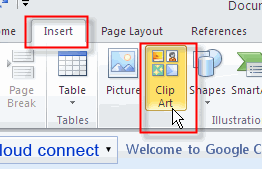 Docu
me
Insert
Page Layout
References
Page
Break
Table
Picture
Clip
Art
Shapes
SmartA
Tables
Illustratio
loud connect
Welcome to Google C